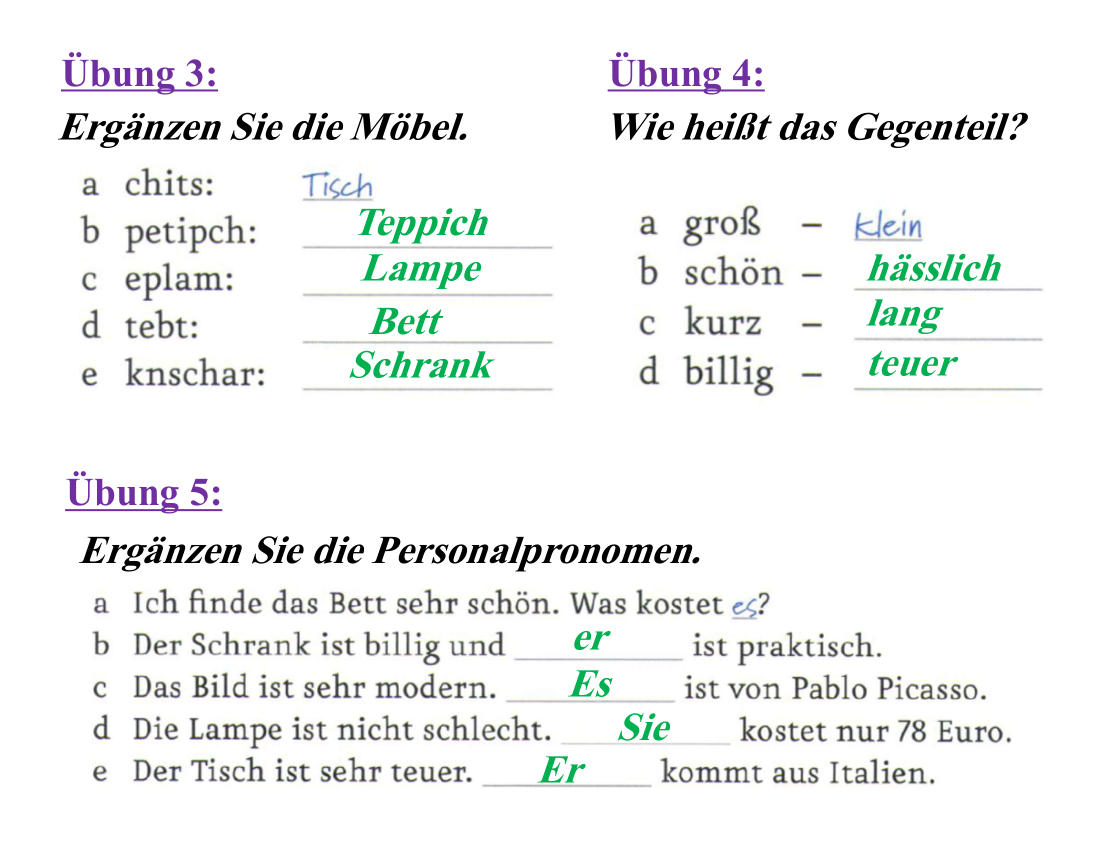 Übung 3:
Ergänzen Sie die Möbel.
a chits: Tisch
b petipch: Teppich
c eplam: Lampe
d tebt: Bett
e knschar: Schrank
Übung 4:
Wie heißt das Gegenteil?
a groß – klein
b schön – hässlich
c kurz – lang
d billig – teuer
Übung 5:
Ergänzen Sie die Personalpronomen.
a Ich finde das Bett sehr schön. Was kostet es?
b Der Schrank ist billig und er ist praktisch.
c Das Bild ist sehr modern. Es ist von Pablo Picasso.
d Die Lampe ist nicht schlecht. Sie kostet nur 78 Euro.
e Der Tisch ist sehr teuer. Er kommt aus Italien.